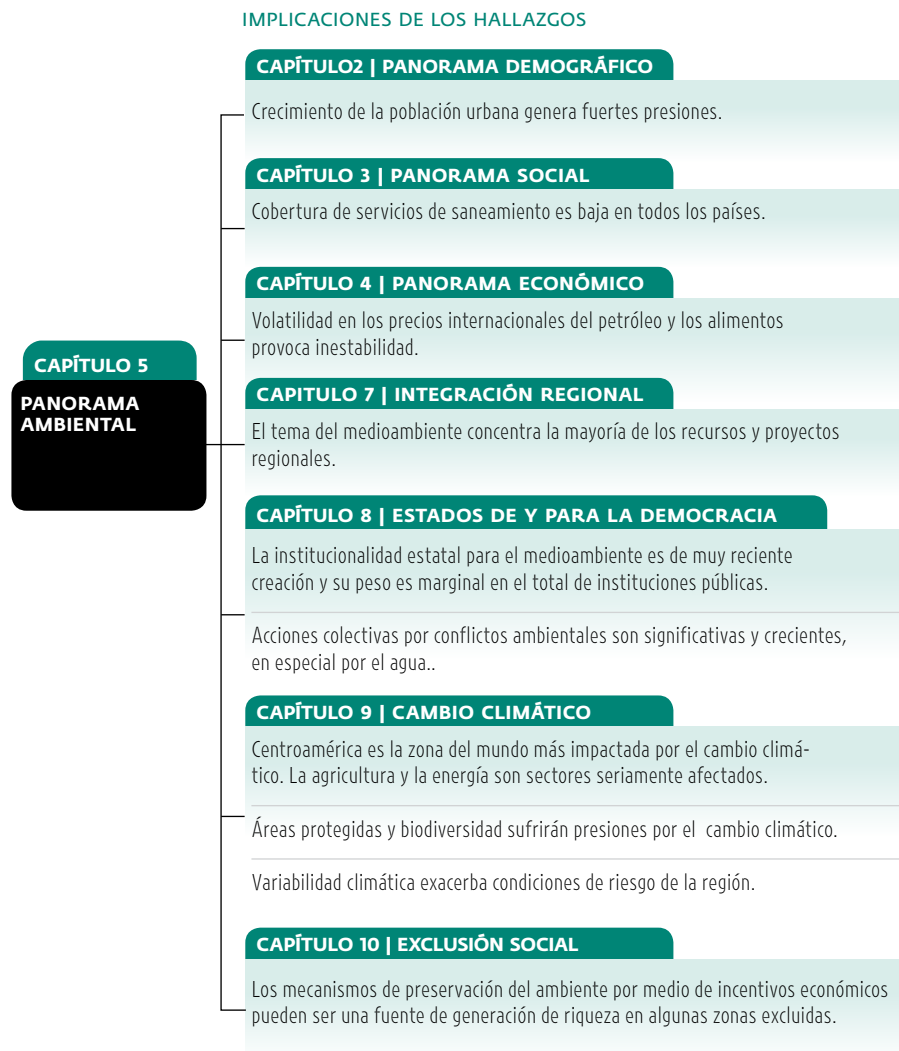 IMPLICACIONES DE LOS HALLAZGOS
CAPÍTULO2 | PANORAMA DEMOGRÁFICO
Crecimiento de la población urbana genera fuertes presiones.
CAPÍTULO 3 | PANORAMA SOCIAL
Cobertura de servicios de saneamiento es baja en todos los países.
CAPÍTULO 4 | PANORAMA ECONÓMICO
Volatilidad en los precios internacionales del petróleo y los alimentos
provoca inestabilidad.
CAPÍTULO 5
PANORAMA
AMBIENTAL
CAPITULO 7 | INTEGRACIÓN REGIONAL
El tema del medioambiente concentra la mayoría de los recursos y proyectos
regionales.
CAPÍTULO 8 | ESTADOS DE Y PARA LA DEMOCRACIA
La institucionalidad estatal para el medioambiente es de muy reciente
creación y su peso es marginal en el total de instituciones públicas.
Acciones colectivas por conflictos ambientales son significativas y crecientes,
en especial por el agua..
CAPÍTULO 9 | CAMBIO CLIMÁTICO
Centroamérica es la zona del mundo más impactada por el cambio climá-
tico. La agricultura y la energía son sectores seriamente afectados.
Áreas protegidas y biodiversidad sufrirán presiones por el cambio climático.
Variabilidad climática exacerba condiciones de riesgo de la región.
CAPÍTULO 10 | EXCLUSIÓN SOCIAL
Los mecanismos de preservación del ambiente por medio de incentivos económicos
pueden ser una fuente de generación de riqueza en algunas zonas excluidas.